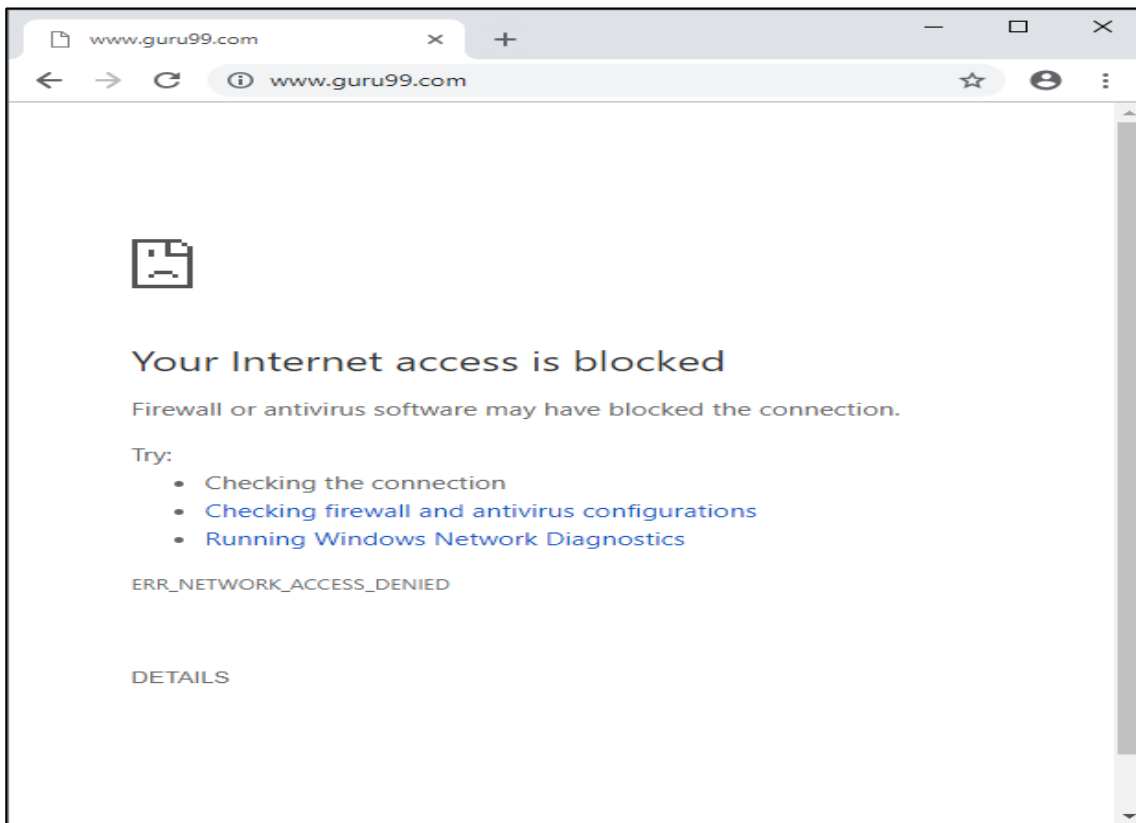 www.guru99.com
www.guru99.com
Your Internet access is blocked
Firewall or antivirus software may have blocked the connection.
Try:
Checking the connection
Checking firewall and antivirus configurations
Running Windows Network Diagnostics
ERR_NETWORK_ACCESS_DENIED
DETAILS